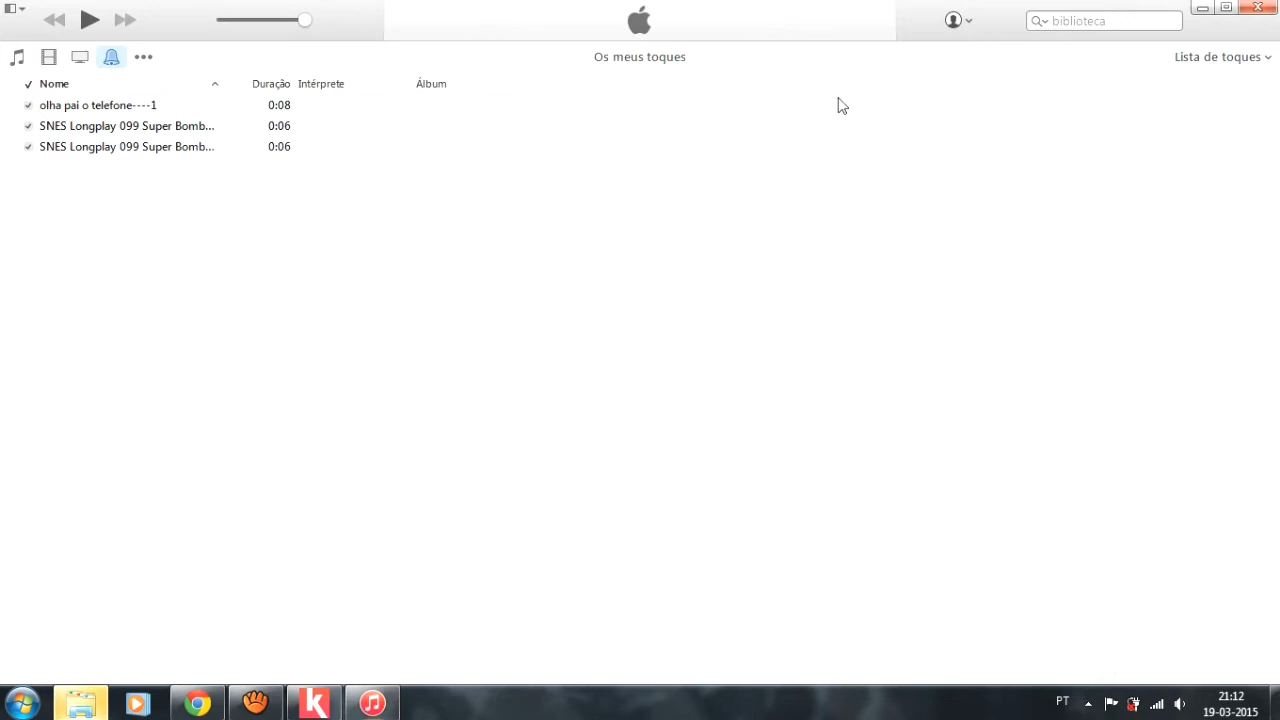 biblioteca
Os meus toques
Lista de toques
Nome Duração Intérprete Álbum
olha pai o telefone----1 0:08
SNES Longplay 099 Super Bomb... 0:06
SNES Longplay 099 Super Bomb... 0:06
PT 21:12
19-03-2015